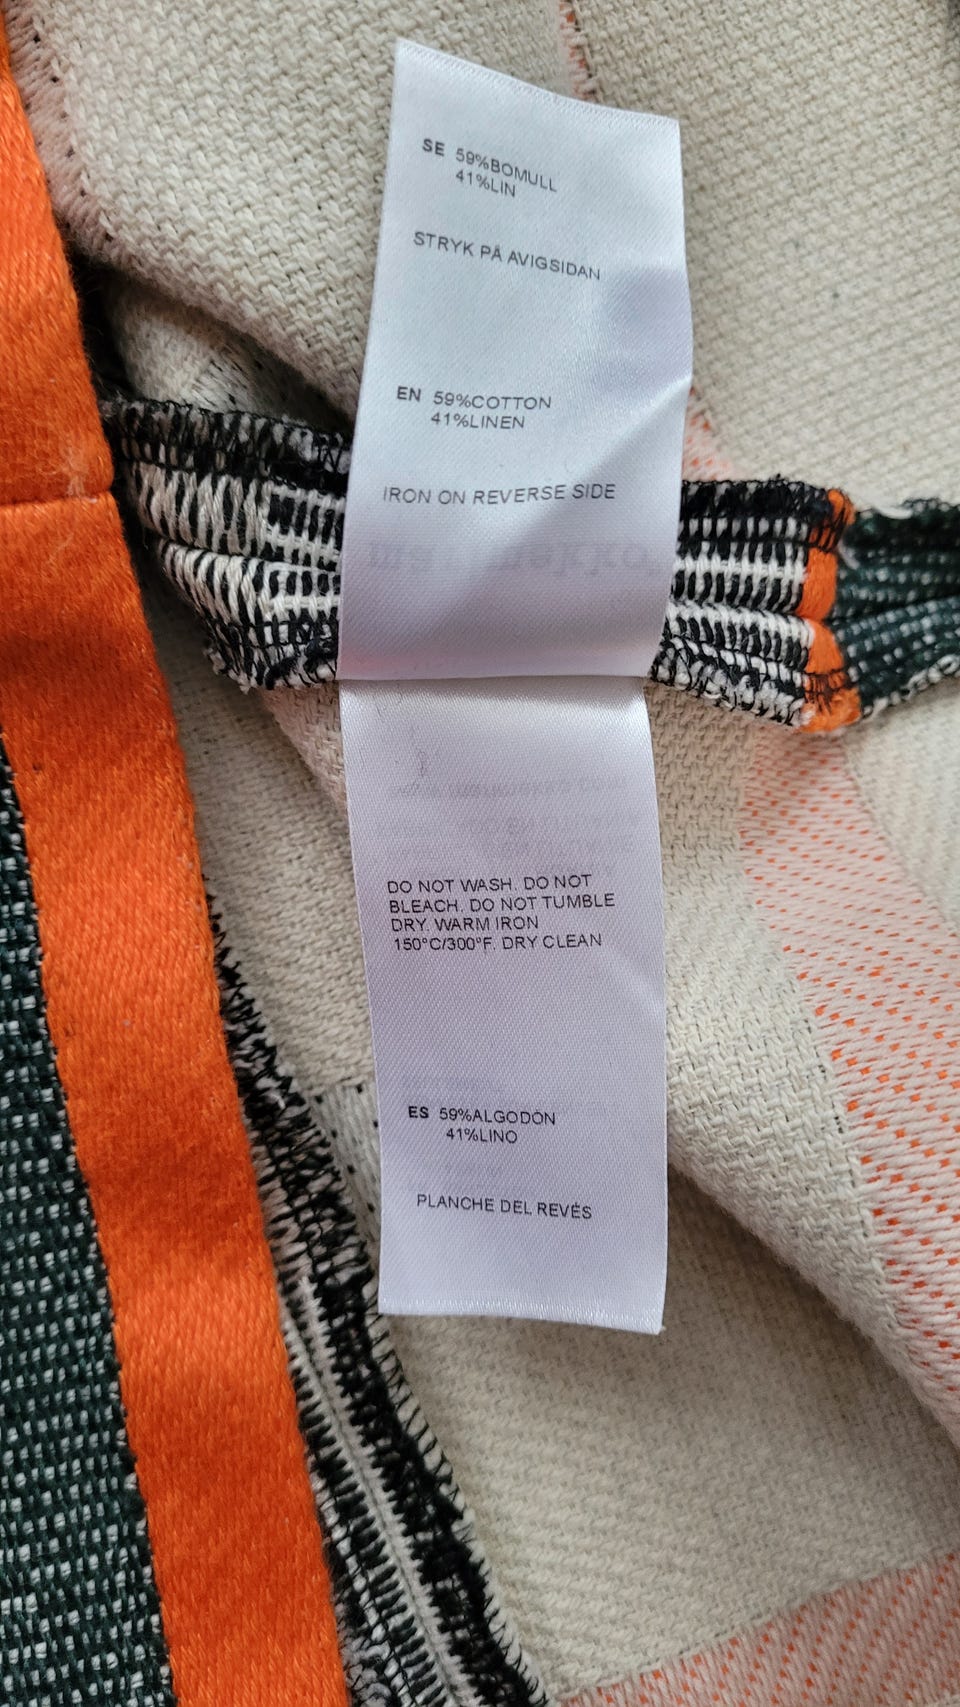 SE 59%BOMULL
41%LIN
STRYK PÅ AVIGSIDAN
EN 59%COTTON
41%LINEN
IRON ON REVERSE SIDE
DO NOT WASH. DO NOT
BLEACH. DO NOT TUMBLE
DRY. WARM IRON
150°C/300°F. DRY CLEAN
ES 59%ALGODÓN
41%LINO
PLANCHE DEL REVÉS